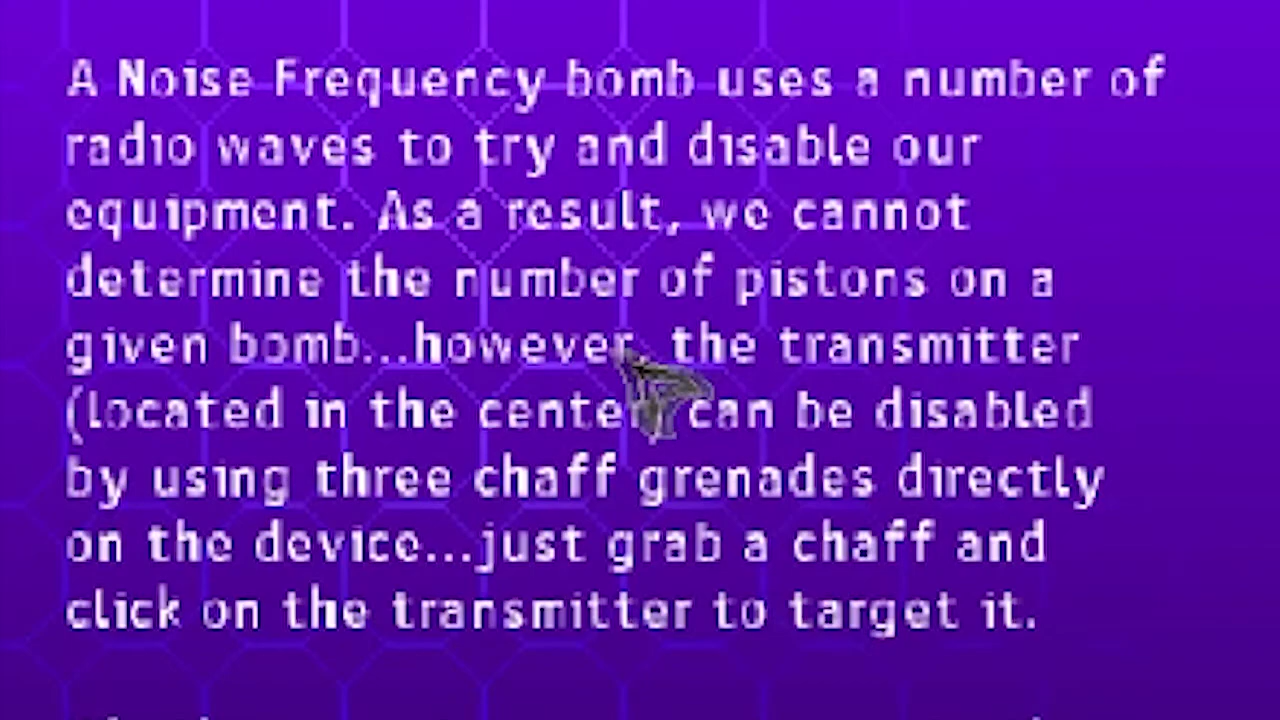 A Noise Frequency bomb uses a number of
radio waves to try and disable our
equipment. As a result, we cannot
determine the number of pistons on a
given bomb...however, the transmitter
(located in the center) can be disabled
by using three chaff grenades directly
on the device...just grab a chaff and
click on the transmitter to target it.